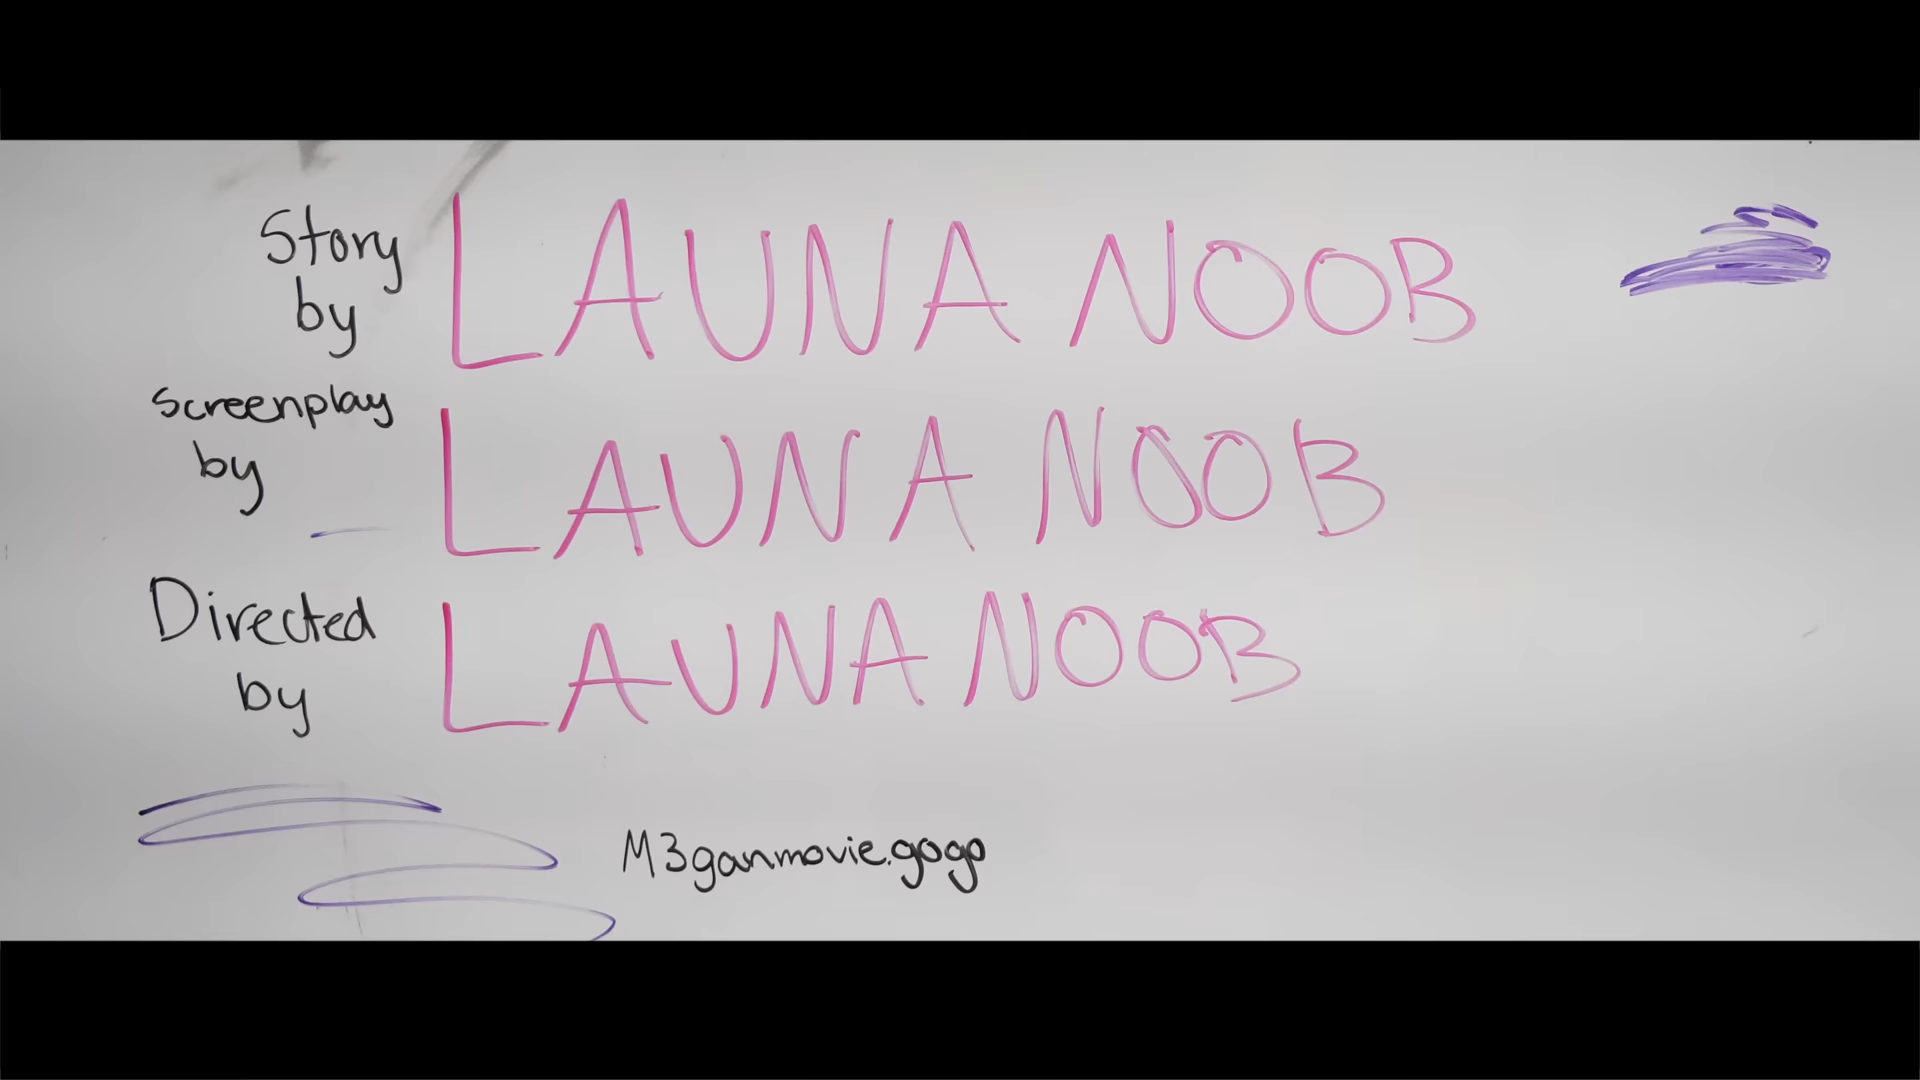 Story LAUNA NOOB
by
Screenplay LAUNA NOOB
by
Directed LAUNA NOOB
by
M3ganmovie.gogo